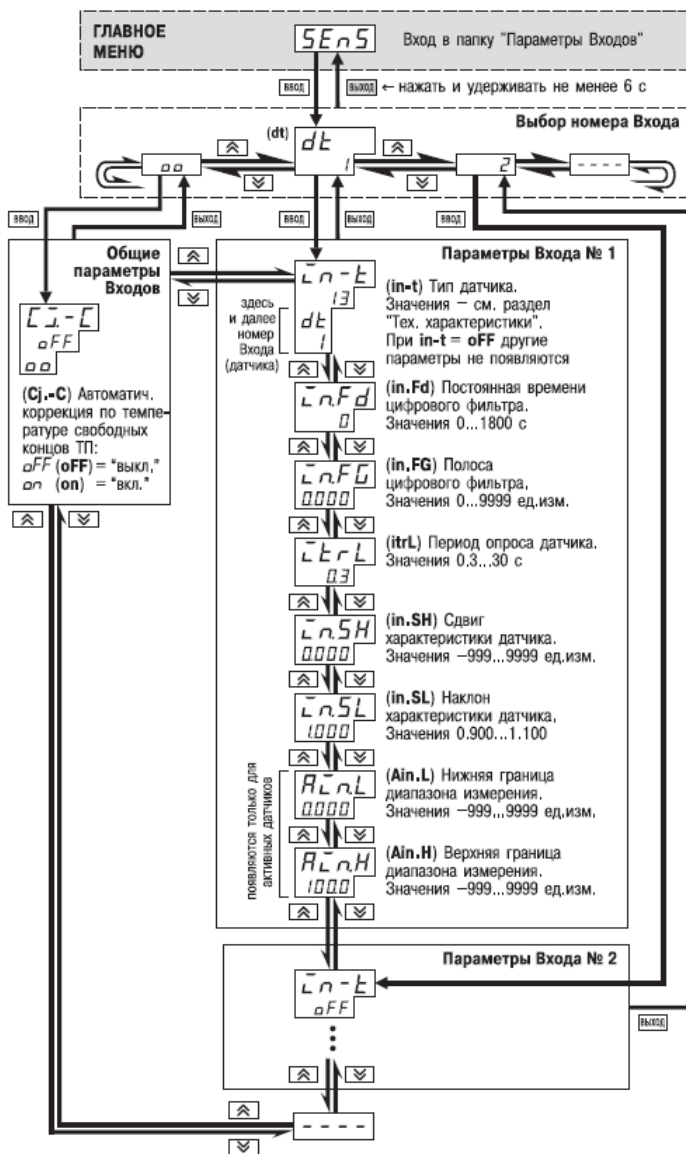 ГЛАВНОЕ
МЕНЮ
SEnS
Вход в папку "Параметры Входов"
ввод
выход
← нажать и удерживать не менее 6 с
Выбор номера Входа
(dt)
dt
1
oo
2
----
ввод
выход
ввод
выход
ввод
Общие
параметры
Входов
Cj.-C
oFF
oo
(Cj.-C) Автоматич.
коррекция по темпе-
ратуре свободных
концов ТП:
oFF (oFF) = "выкл,"
on (on) = "вкл."
Параметры Входа № 1
in-t
13
dt
1
здесь
и далее
номер
Входа
(датчика)
(in-t) Тип датчика.
Значения – см. раздел
"Тех. характеристики".
При in-t = oFF другие
параметры не появляются
in.Fd
0
(in.Fd) Постоянная времени
цифрового фильтра.
Значения 0...1800 с
in.FG
0.000
(in.FG) Полоса
цифрового фильтра,
Значения 0...9999 ед.изм.
itrL
0.3
(itrL) Период опроса датчика.
Значения 0.3...30 с
in.SH
0.000
(in.SH) Сдвиг
характеристики датчика.
Значения –999...9999 ед.изм.
in.SL
1.000
(in.SL) Наклон
характеристики датчика,
Значения 0.900...1.100
появляются только для
активных датчиков
Ain.L
0.000
(Ain.L) Нижняя граница
диапазона измерения.
Значения –999...9999 ед.изм,
Ain.H
100.0
(Ain.H) Верхняя граница
диапазона измерения.
Значения –999...9999 ед.изм.
Параметры Входа № 2
in-t
oFF
выход
----